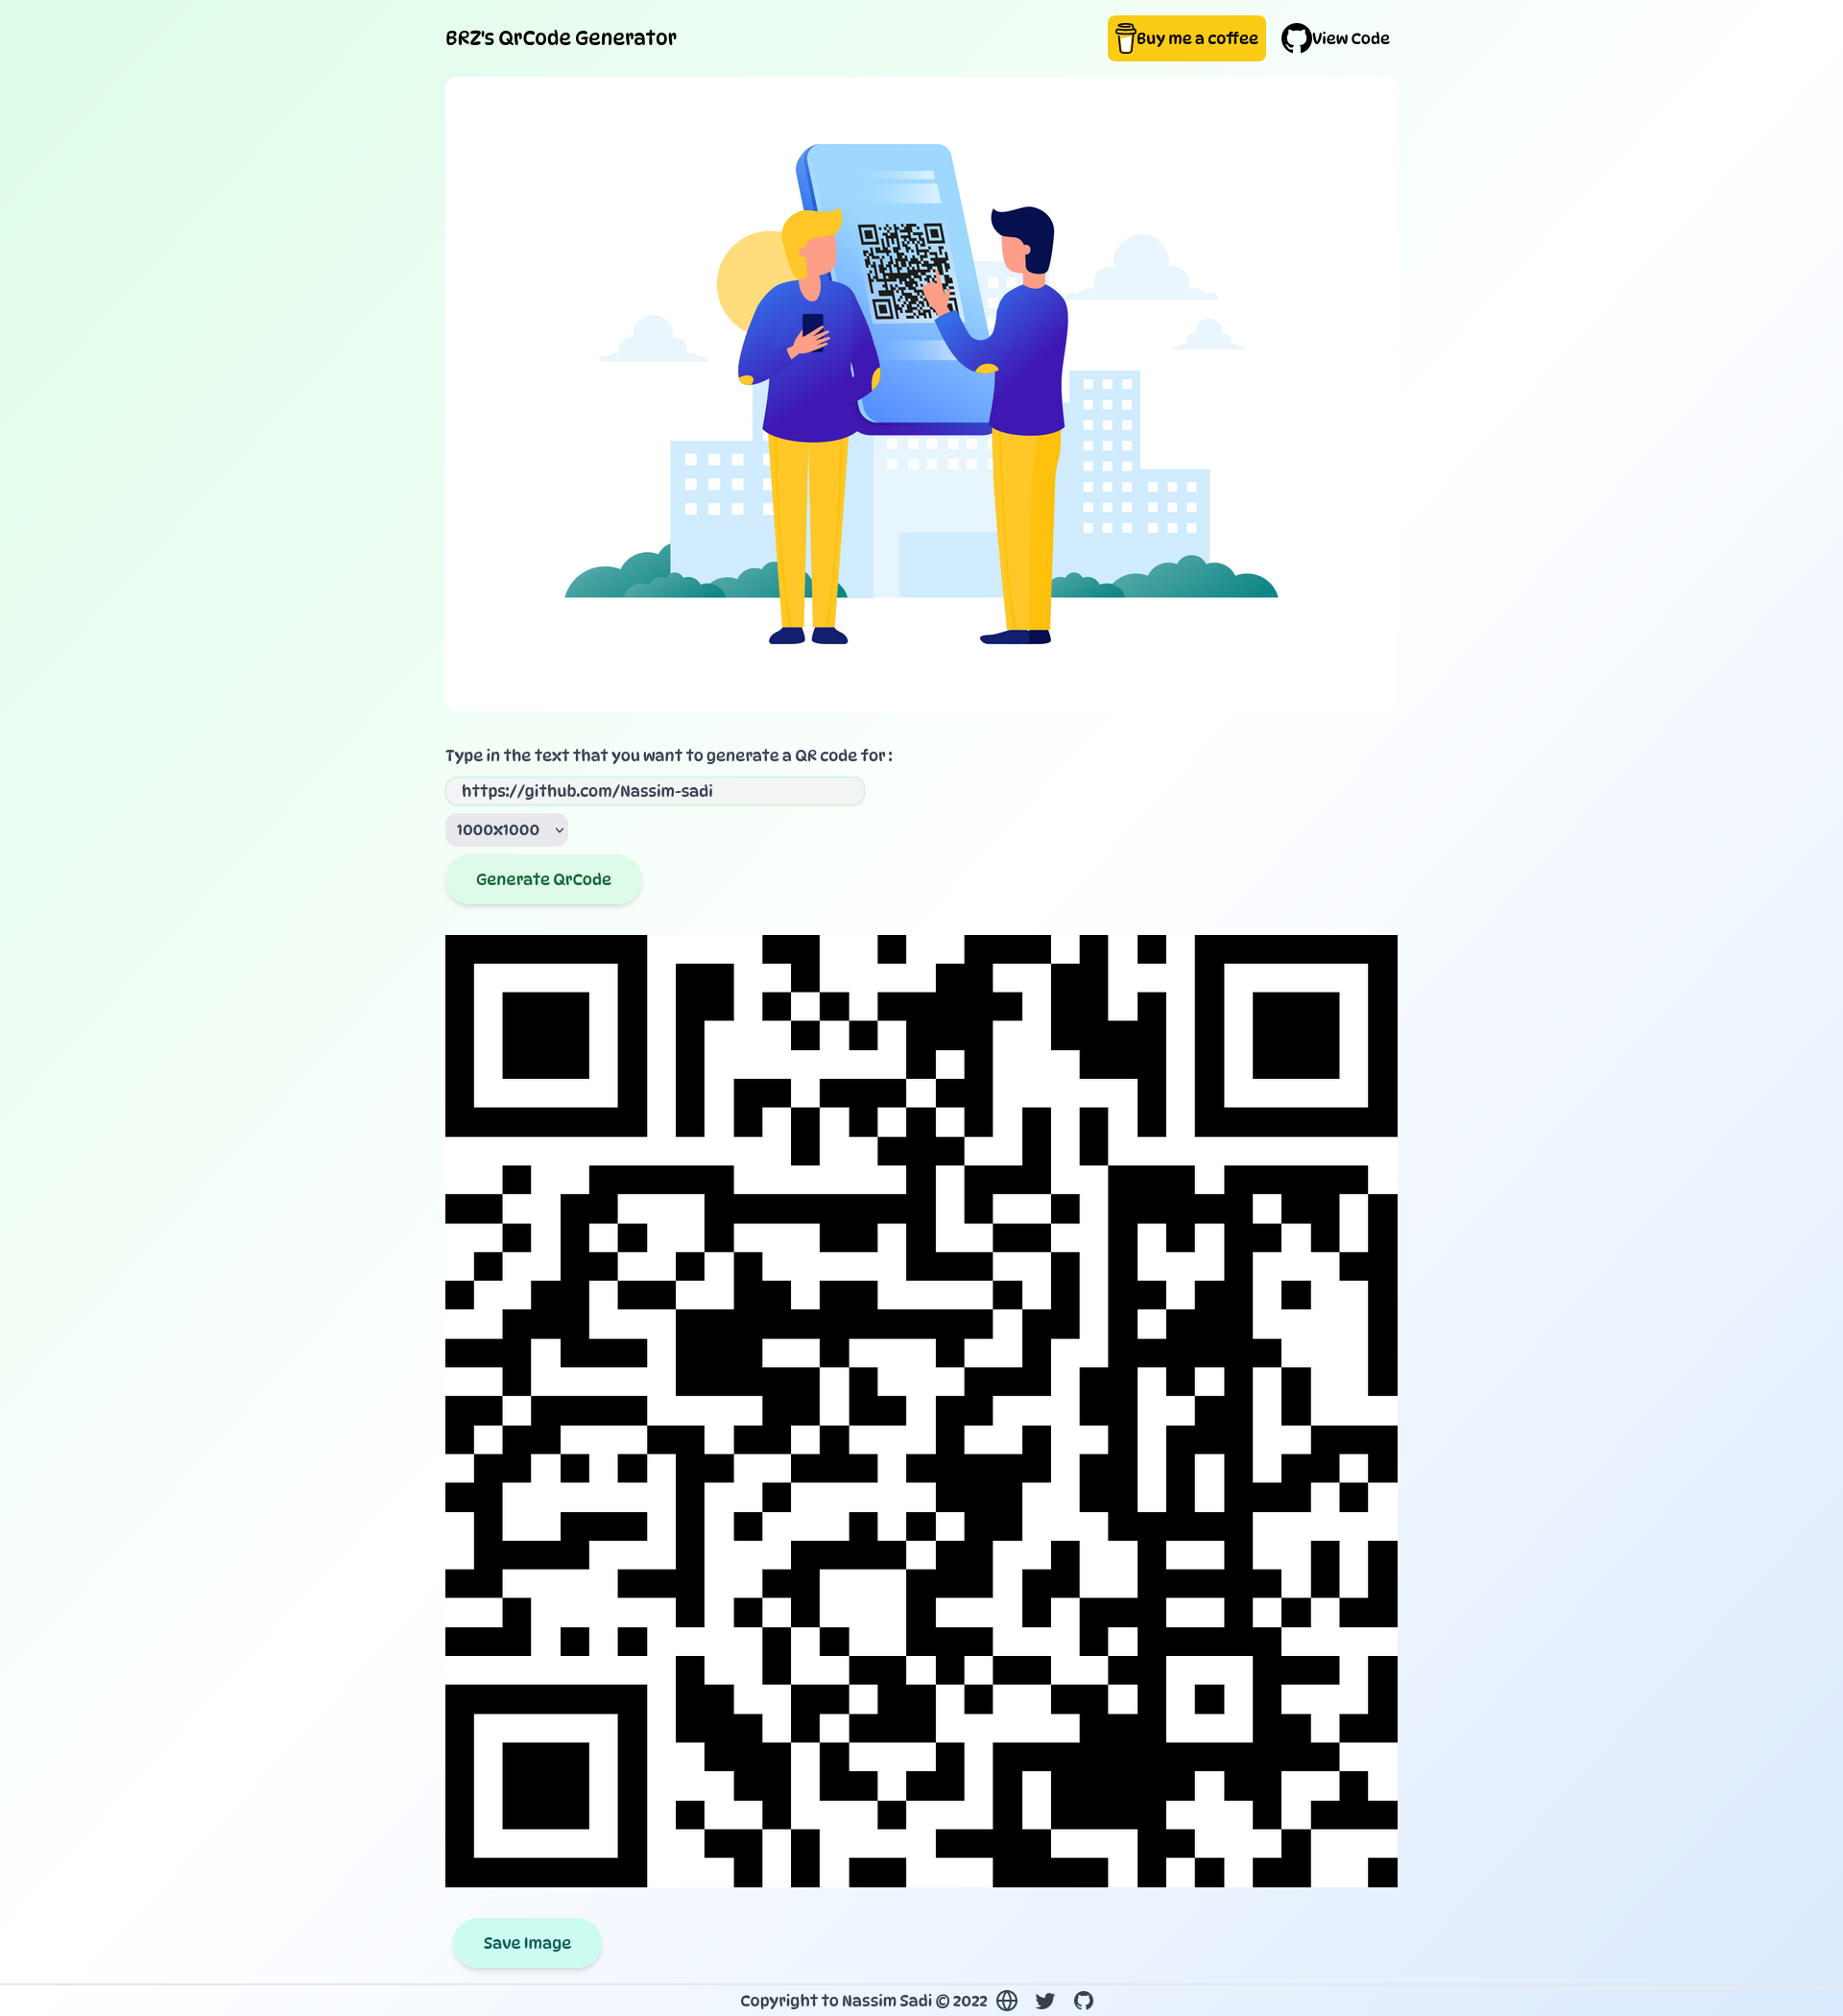 BRZ's QrCode Generator
Buy me a coffee
View Code
Type in the text that you want to generate a QR code for :
https://github.com/Nassim-sadi
1000x1000
Generate QrCode
Save Image
Copyright to Nassim Sadi © 2022